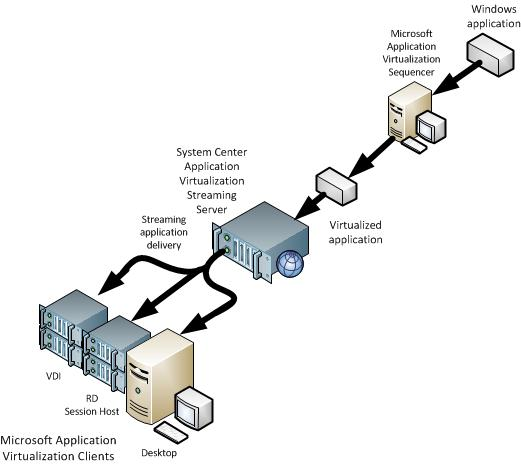 Windows
application
Microsoft
Application
Virtualization
Sequencer
System Center
Application
Virtualization
Streaming
Server
Virtualized
application
Streaming
application
delivery
VDI
RD
Session Host
Desktop
Microsoft Application
Virtualization Clients